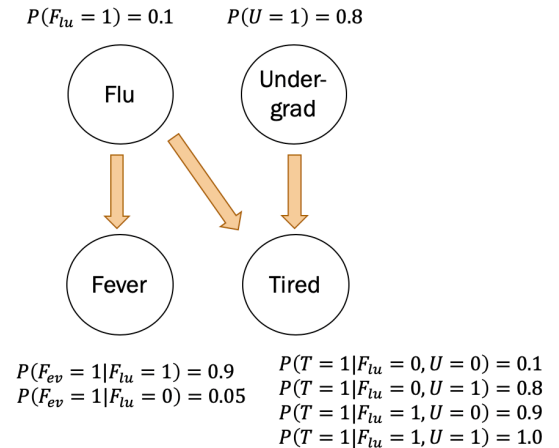 P(F_lu = 1) = 0.1
P(U = 1) = 0.8
Flu
Under-
grad
Fever
Tired
P(F_ev = 1|F_lu = 1) = 0.9
P(F_ev = 1|F_lu = 0) = 0.05
P(T = 1|F_lu = 0, U = 0) = 0.1
P(T = 1|F_lu = 0, U = 1) = 0.8
P(T = 1|F_lu = 1, U = 0) = 0.9
P(T = 1|F_lu = 1, U = 1) = 1.0